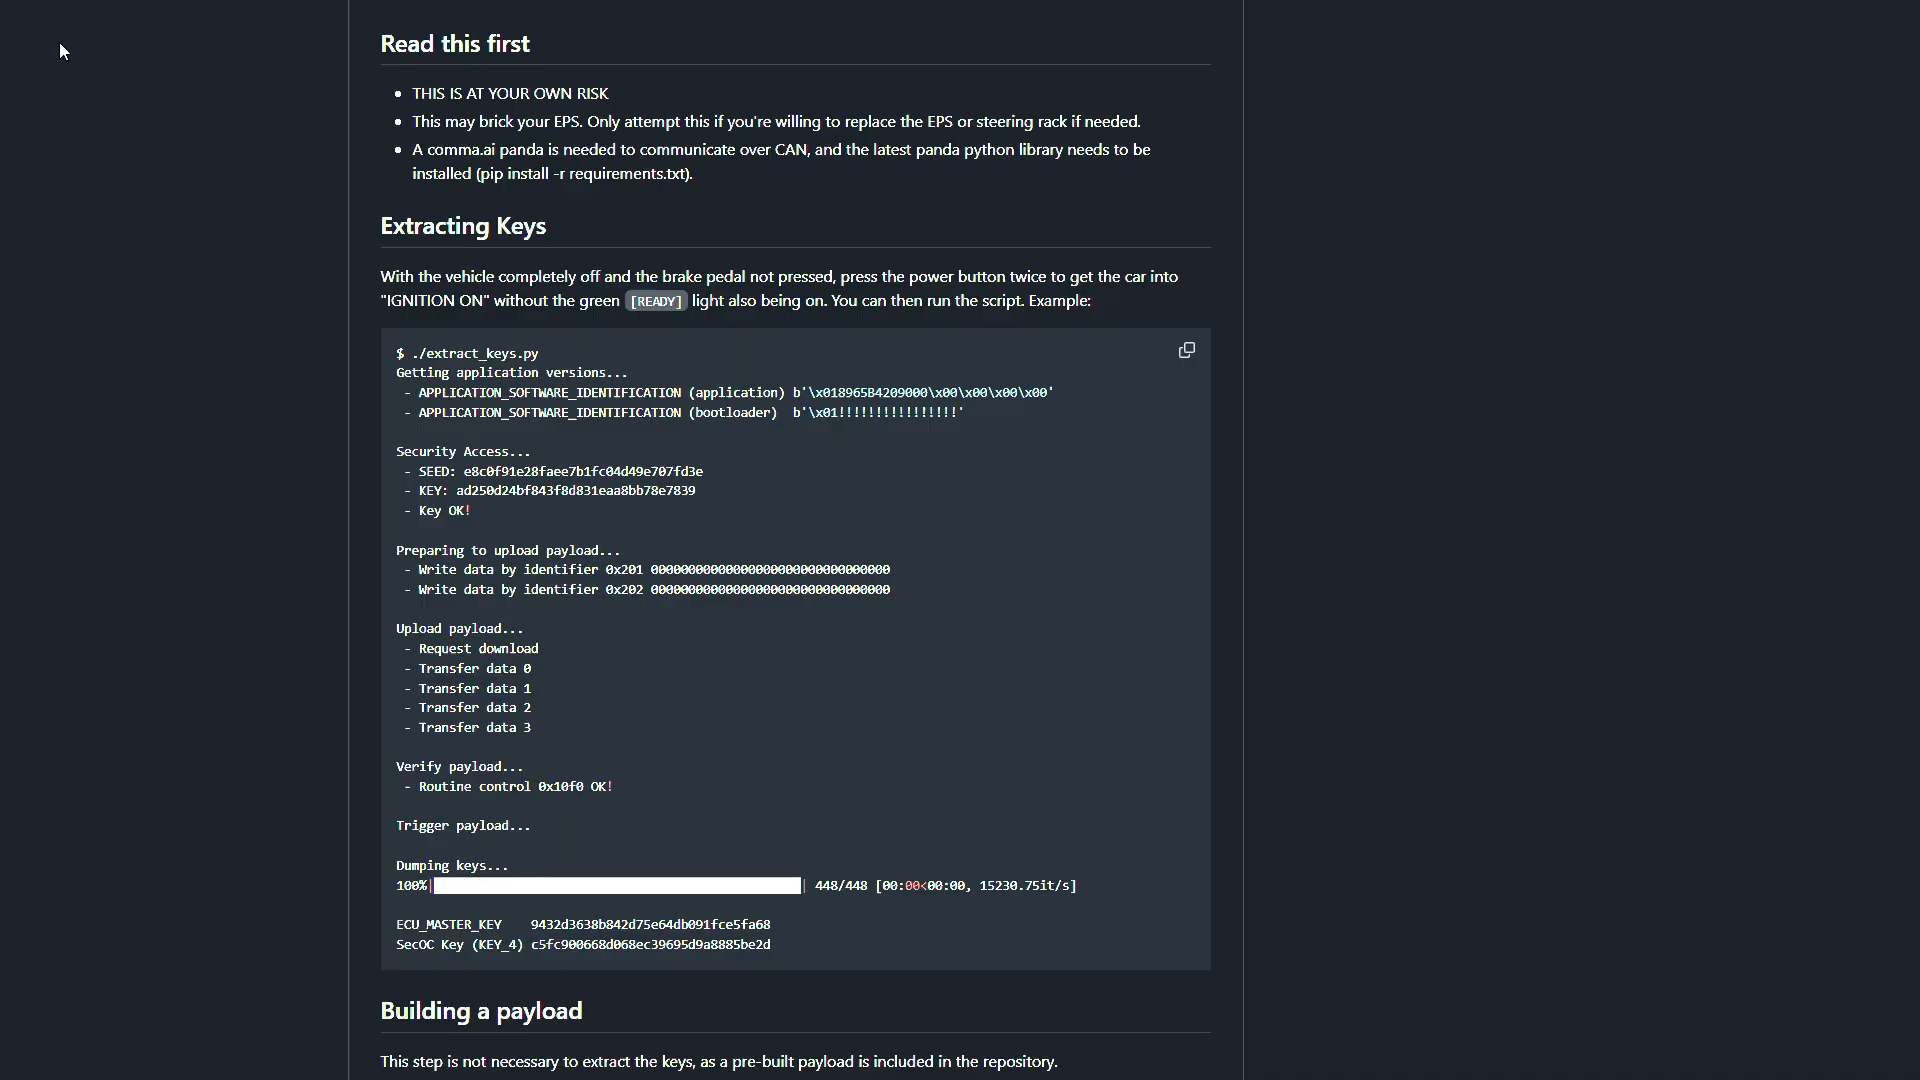 Read this first
THIS IS AT YOUR OWN RISK
This may brick your EPS. Only attempt this if you're willing to replace the EPS or steering rack if needed.
A comma.ai panda is needed to communicate over CAN, and the latest panda python library needs to be
installed (pip install -r requirements.txt).
Extracting Keys
With the vehicle completely off and the brake pedal not pressed, press the power button twice to get the car into
"IGNITION ON" without the green [READY] light also being on. You can then run the script. Example:
$ ./extract_keys.py
Getting application versions...
- APPLICATION_SOFTWARE_IDENTIFICATION (application) b'\x018965B4209000\x00\x00\x00\x00'
- APPLICATION_SOFTWARE_IDENTIFICATION (bootloader) b'\x01!!!!!!!!!!!!!!!!'
Security Access...
- SEED: e8c0f91e28faee7b1fc04d49e707fd3e
- KEY: ad250d24bf843f8d831eaa8bb78e7839
- Key OK!
Preparing to upload payload...
- Write data by identifier 0x201 00000000000000000000000000000000
- Write data by identifier 0x202 00000000000000000000000000000000
Upload payload...
- Request download
- Transfer data 0
- Transfer data 1
- Transfer data 2
- Transfer data 3
Verify payload...
- Routine control 0x10f0 OK!
Trigger payload...
Dumping keys...
100%| | 448/448 [00:00<00:00, 15230.75it/s]
ECU_MASTER_KEY 9432d3638b842d75e64db091fce5fa68
SecOC Key (KEY_4) c5fc900668d068ec39695d9a8885be2d
Building a payload
This step is not necessary to extract the keys, as a pre-built payload is included in the repository.